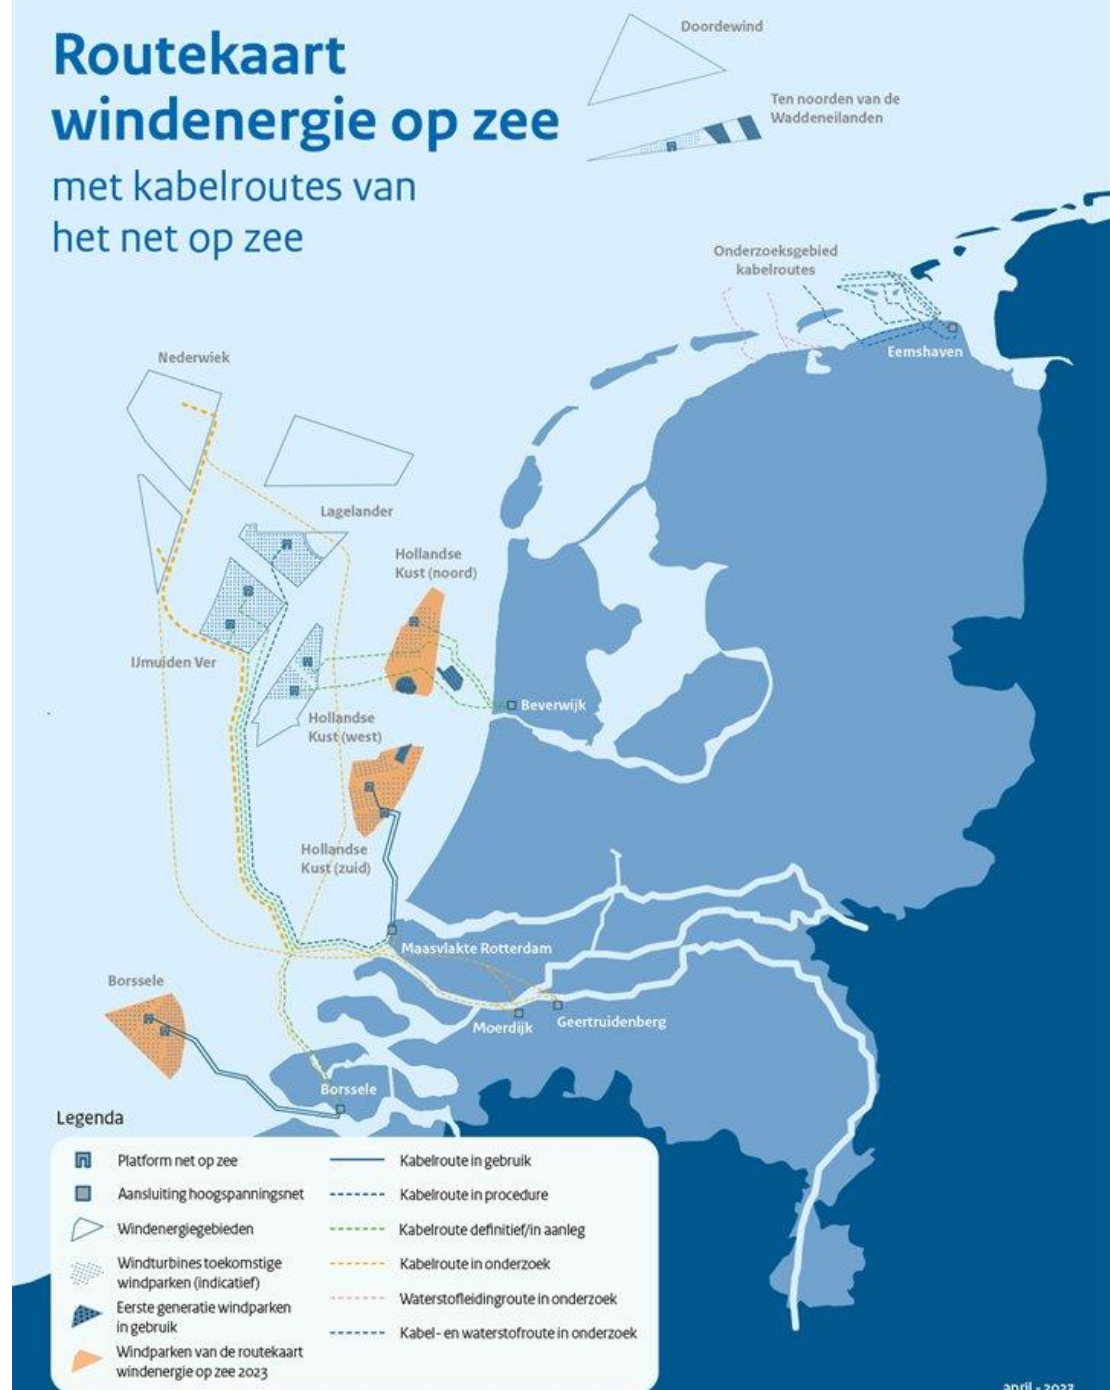 Routekaart
windenergie op zee
met kabelroutes van
het net op zee
Doordewind
Ten noorden van de
Waddeneilanden
Onderzoeksgebied
kabelroutes
Eemshaven
Nederwiek
Lagelander
Hollandse
Kust (noord)
IJmuiden Ver
Beverwijk
Hollandse
Kust (west)
Hollandse
Kust (zuid)
Maasvlakte Rotterdam
Borssele
Moerdijk
Geertruidenberg
Borssele
Legenda
Platform net op zee
Aansluiting hoogspanningsnet
Windenergiegebieden
Windturbines toekomstige
windparken (indicatief)
Eerste generatie windparken
in gebruik
Windparken van de routekaart
windenergie op zee 2023
Kabelroute in gebruik
Kabelroute in procedure
Kabelroute definitief/in aanleg
Kabelroute in onderzoek
Waterstofleidingroute in onderzoek
Kabel- en waterstofroute in onderzoek